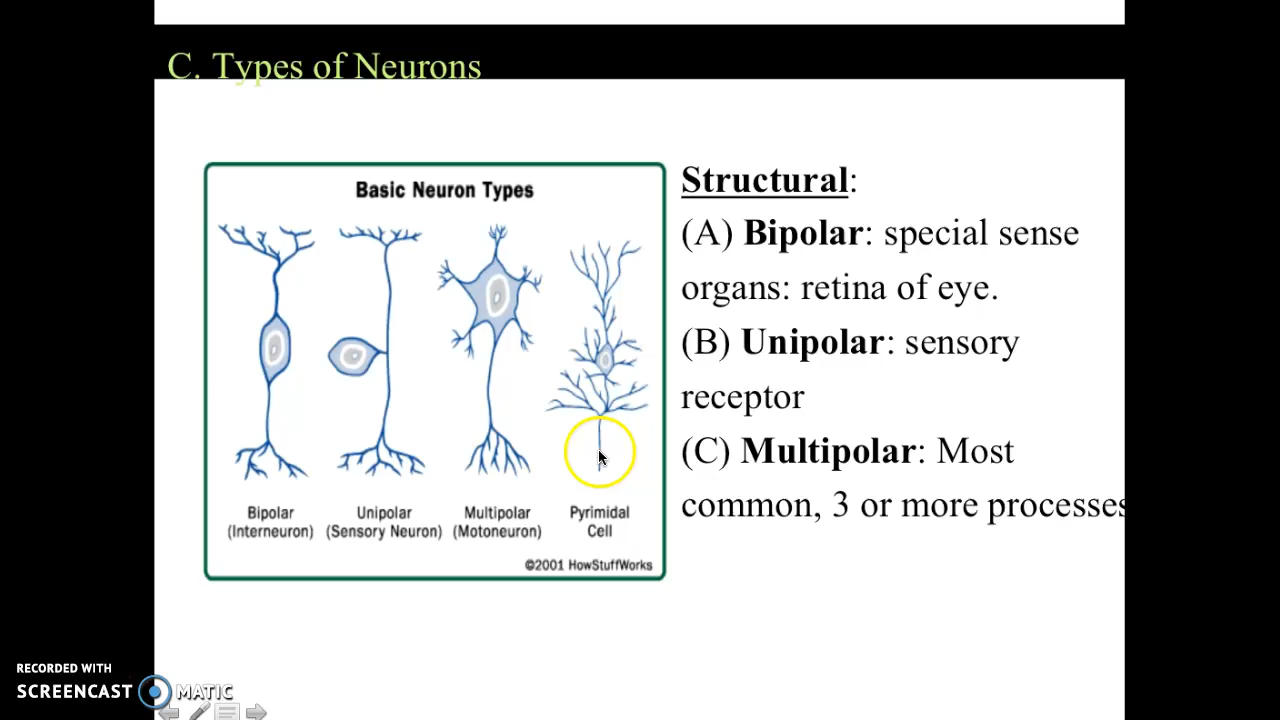 C. Types of Neurons
Basic Neuron Types
Bipolar
(Interneuron)
Unipolar
(Sensory Neuron)
Multipolar
(Motoneuron)
Pyrimidal
Cell
©2001 HowStuffWorks
Structural:
(A) Bipolar: special sense
organs: retina of eye.
(B) Unipolar: sensory
receptor
(C) Multipolar: Most
common, 3 or more processes
RECORDED WITH
SCREENCAST MATIC